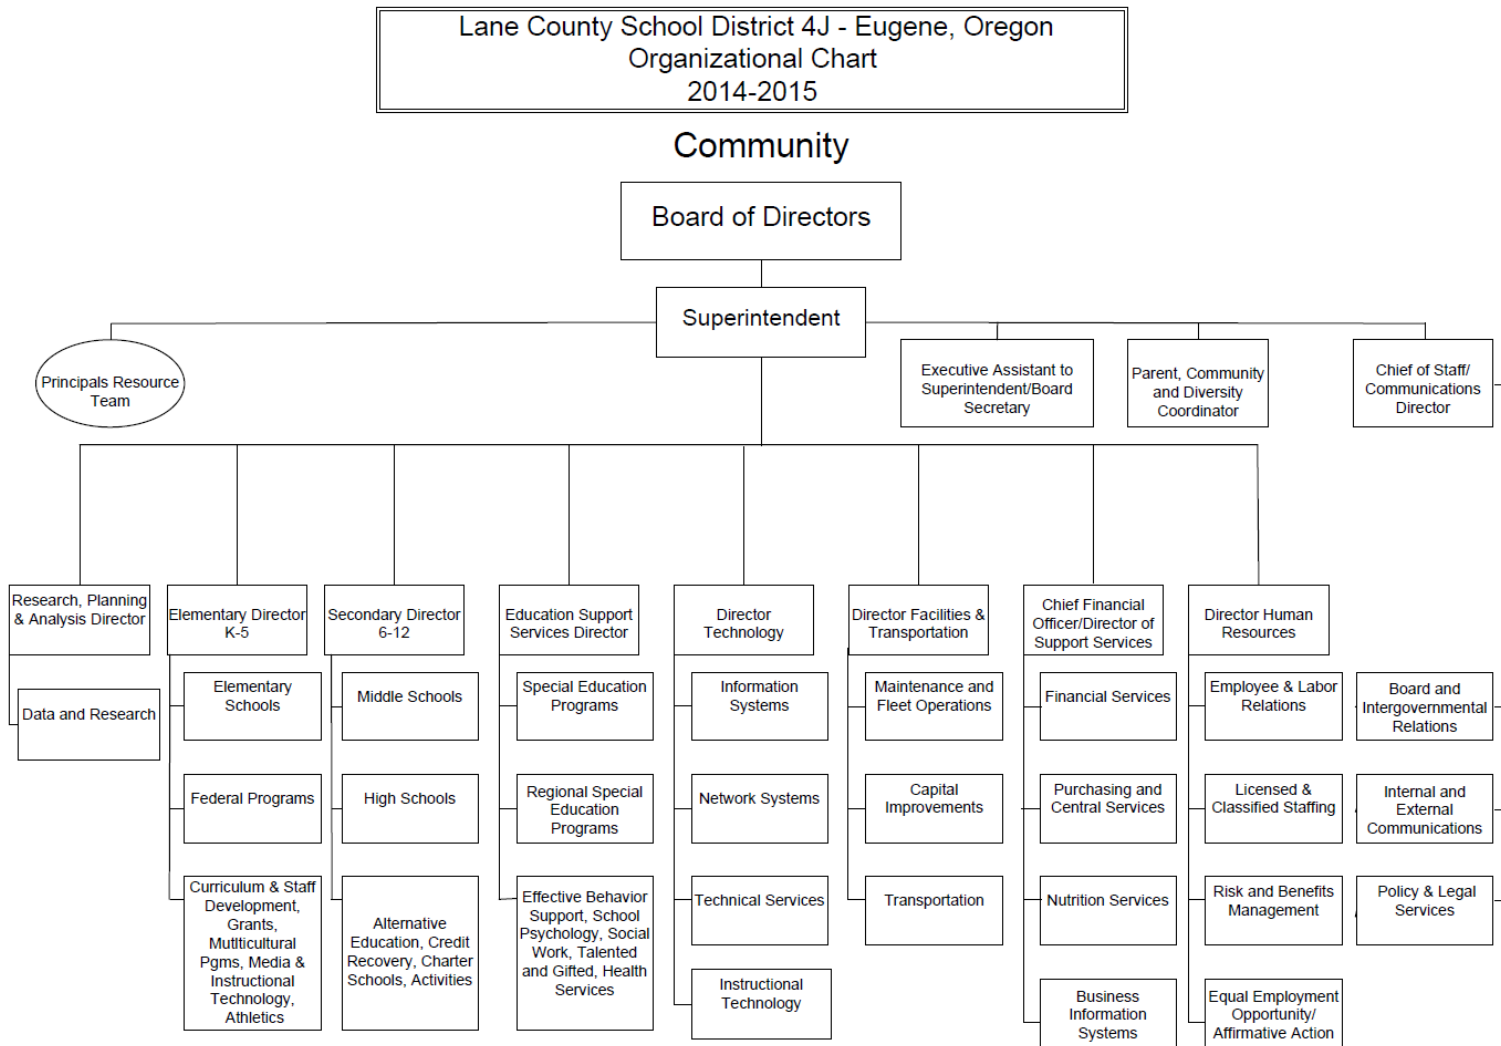 Lane County School District 4J - Eugene, Oregon
Organizational Chart
2014-2015
Community
Board of Directors
Superintendent
Principals Resource
Team
Executive Assistant to
Superintendent/Board
Secretary
Parent, Community
and Diversity
Coordinator
Chief of Staff/
Communications
Director
Research, Planning
& Analysis Director
Elementary Director
K-5
Secondary Director
6-12
Education Support
Services Director
Director
Technology
Director Facilities &
Transportation
Chief Financial
Officer/Director of
Support Services
Director Human
Resources
Data and Research
Elementary
Schools
Middle Schools
Special Education
Programs
Information
Systems
Maintenance and
Fleet Operations
Financial Services
Employee & Labor
Relations
Board and
Intergovernmental
Relations
Federal Programs
High Schools
Regional Special
Education
Programs
Network Systems
Capital
Improvements
Purchasing and
Central Services
Licensed &
Classified Staffing
Internal and
External
Communications
Curriculum & Staff
Development,
Grants,
Mutlticultural
Pgms, Media &
Instructional
Technology,
Athletics
Alternative
Education, Credit
Recovery, Charter
Schools, Activities
Effective Behavior
Support, School
Psychology, Social
Work, Talented
and Gifted, Health
Services
Technical Services
Transportation
Nutrition Services
Risk and Benefits
Management
Policy & Legal
Services
Instructional
Technology
Business
Information
Systems
Equal Employment
Opportunity/
Affirmative Action